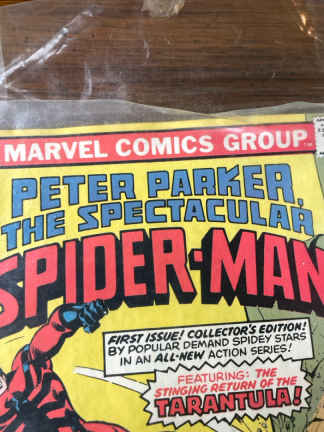 MARVEL COMICS GROUP
PETER PARKER,
THE SPECTACULAR
SPIDER-MAN
FIRST ISSUE! COLLECTOR'S EDITION!
BY POPULAR DEMAND SPIDEY STARS
IN AN ALL-NEW ACTION SERIES!
FEATURING: THE
STINGING RETURN OF THE
TARANTULA!